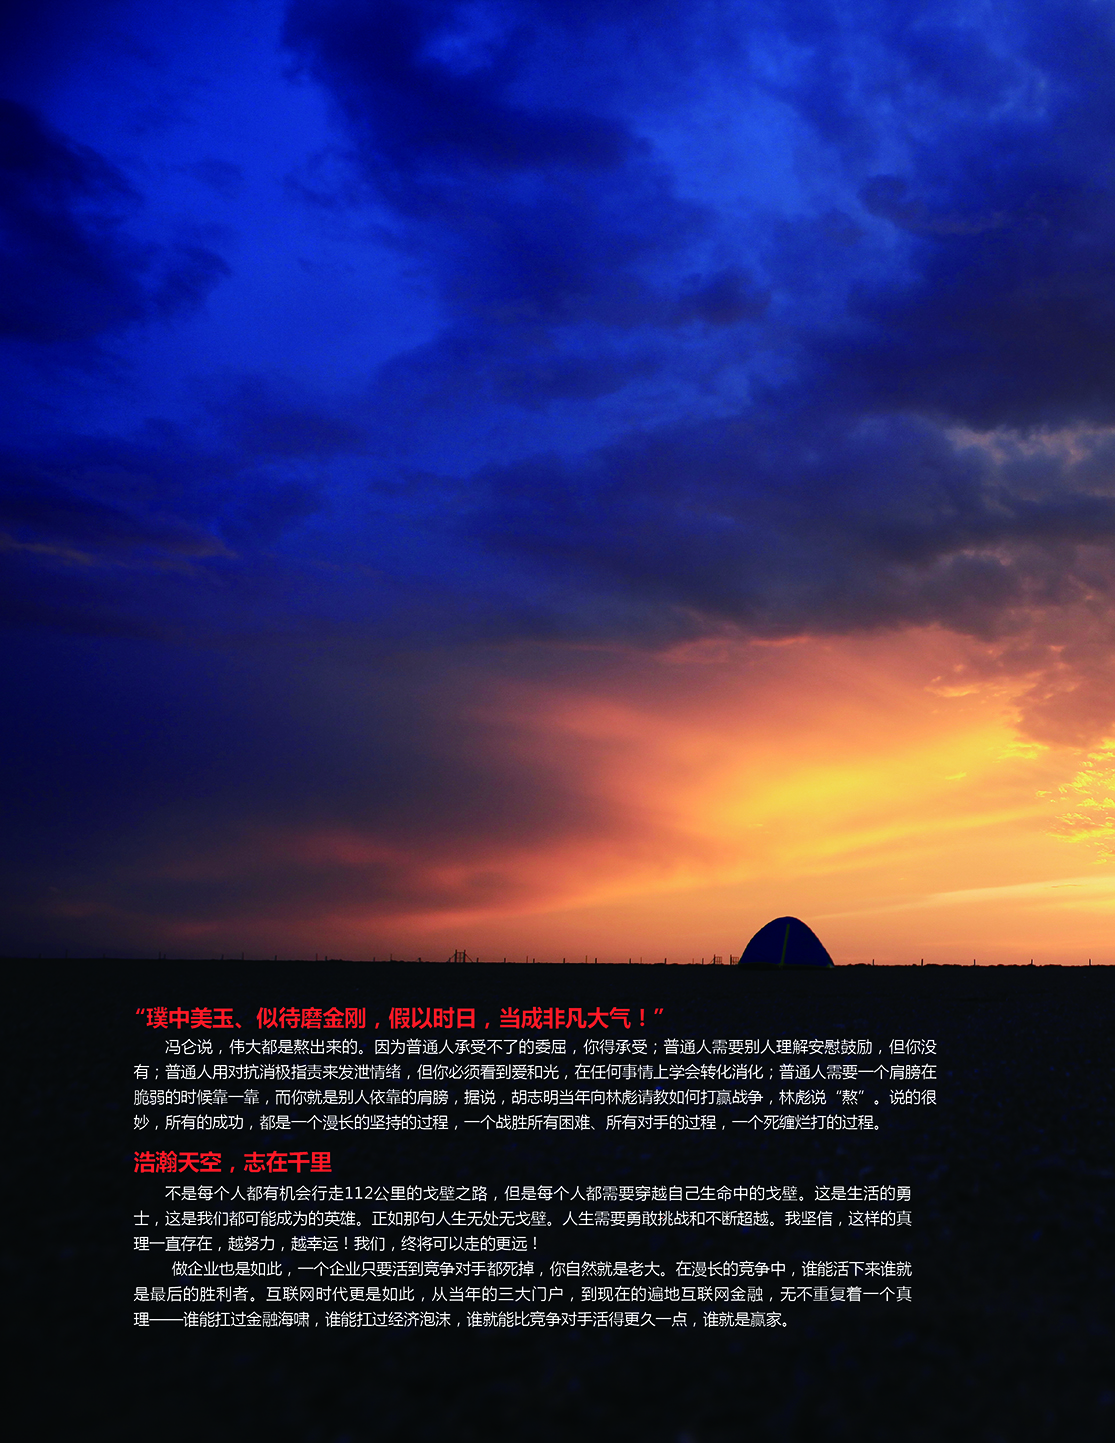 “璞中美玉、似待磨金刚，假以时日，当成非凡大气！”
冯仑说，伟大都是熬出来的。因为普通人承受不了的委屈，你得承受；普通人需要别人理解安慰鼓励，但你没
有；普通人用对抗消极指责来发泄情绪，但你必须看到爱和光，在任何事情上学会转化消化；普通人需要一个肩膀在
脆弱的时候靠一靠，而你就是别人依靠的肩膀，据说，胡志明当年向林彪请教如何打赢战争，林彪说“熬”。说的很
妙，所有的成功，都是一个漫长的坚持的过程，一个战胜所有困难、所有对手的过程，一个死缠烂打的过程。
浩瀚天空，志在千里
不是每个人都有机会行走112公里的戈壁之路，但是每个人都需要穿越自己生命中的戈壁。这是生活的勇
士，这是我们都可能成为的英雄。正如那句人生无处无戈壁。人生需要勇敢挑战和不断超越。我坚信，这样的真
理一直存在，越努力，越幸运！我们，终将可以走的更远！
做企业也是如此，一个企业只要活到竞争对手都死掉，你自然就是老大。在漫长的竞争中，谁能活下来谁就
是最后的胜利者。互联网时代更是如此，从当年的三大门户，到现在的遍地互联网金融，无不重复着一个真
理——谁能扛过金融海啸，谁能扛过经济泡沫，谁就能比竞争对手活得更久一点，谁就是赢家。